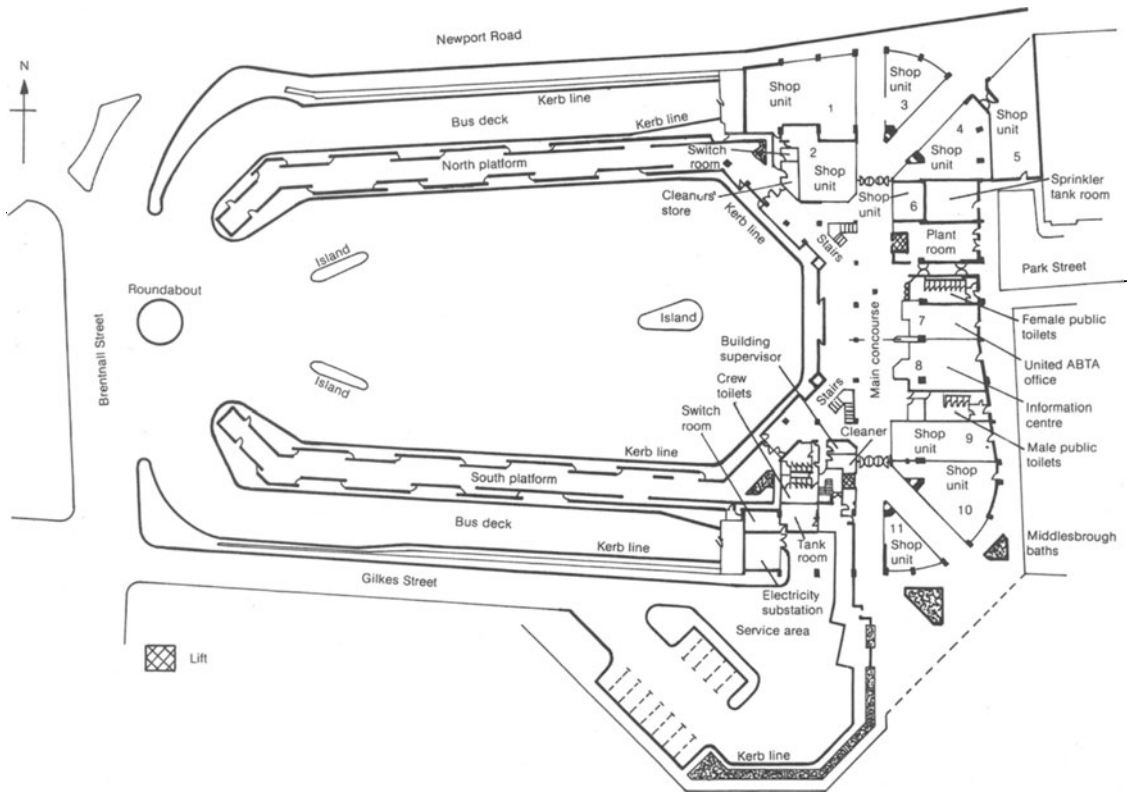 Newport Road
N
Kerb line
Bus deck
Kerb line
North platform
Switch
room
Cleaners'
store
Kerb line
Shop
unit
1
2
Shop
unit
Shop
unit
3
4
Shop
unit
Shop
unit
5
Shop
unit
6
Sprinkler
tank room
Plant
room
Stairs
Park Street
Island
Roundabout
Island
Island
Brentnall Street
Main concourse
Female public
toilets
7
United ABTA
office
8
Information
centre
Building
supervisor
Crew
toilets
Switch
room
Stairs
Cleaner
Male public
toilets
Shop
unit
9
Shop
unit
10
11
Shop
unit
Kerb line
South platform
Bus deck
Kerb line
Gilkes Street
Tank
room
Electricity
substation
Middlesbrough
baths
Service area
Lift
Kerb line